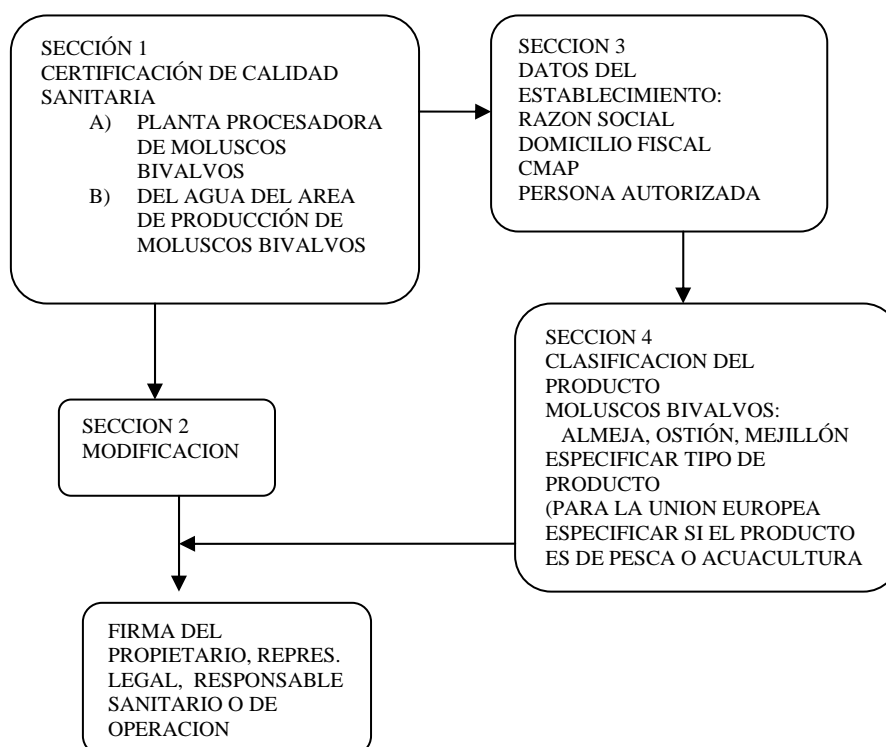 SECCIÓN 1
CERTIFICACIÓN DE CALIDAD
SANITARIA
A) PLANTA PROCESADORA
DE MOLUSCOS
BIVALVOS
B) DEL AGUA DEL AREA
DE PRODUCCIÓN DE
MOLUSCOS BIVALVOS
SECCION 3
DATOS DEL
ESTABLECIMIENTO:
RAZON SOCIAL
DOMICILIO FISCAL
CMAP
PERSONA AUTORIZADA
SECCION 2
MODIFICACION
SECCION 4
CLASIFICACION DEL
PRODUCTO
MOLUSCOS BIVALVOS:
ALMEJA, OSTIÓN, MEJILLÓN
ESPECIFICAR TIPO DE
PRODUCTO
(PARA LA UNION EUROPEA
ESPECIFICAR SI EL PRODUCTO
ES DE PESCA O ACUACULTURA
FIRMA DEL
PROPIETARIO, REPRES.
LEGAL, RESPONSABLE
SANITARIO O DE
OPERACION